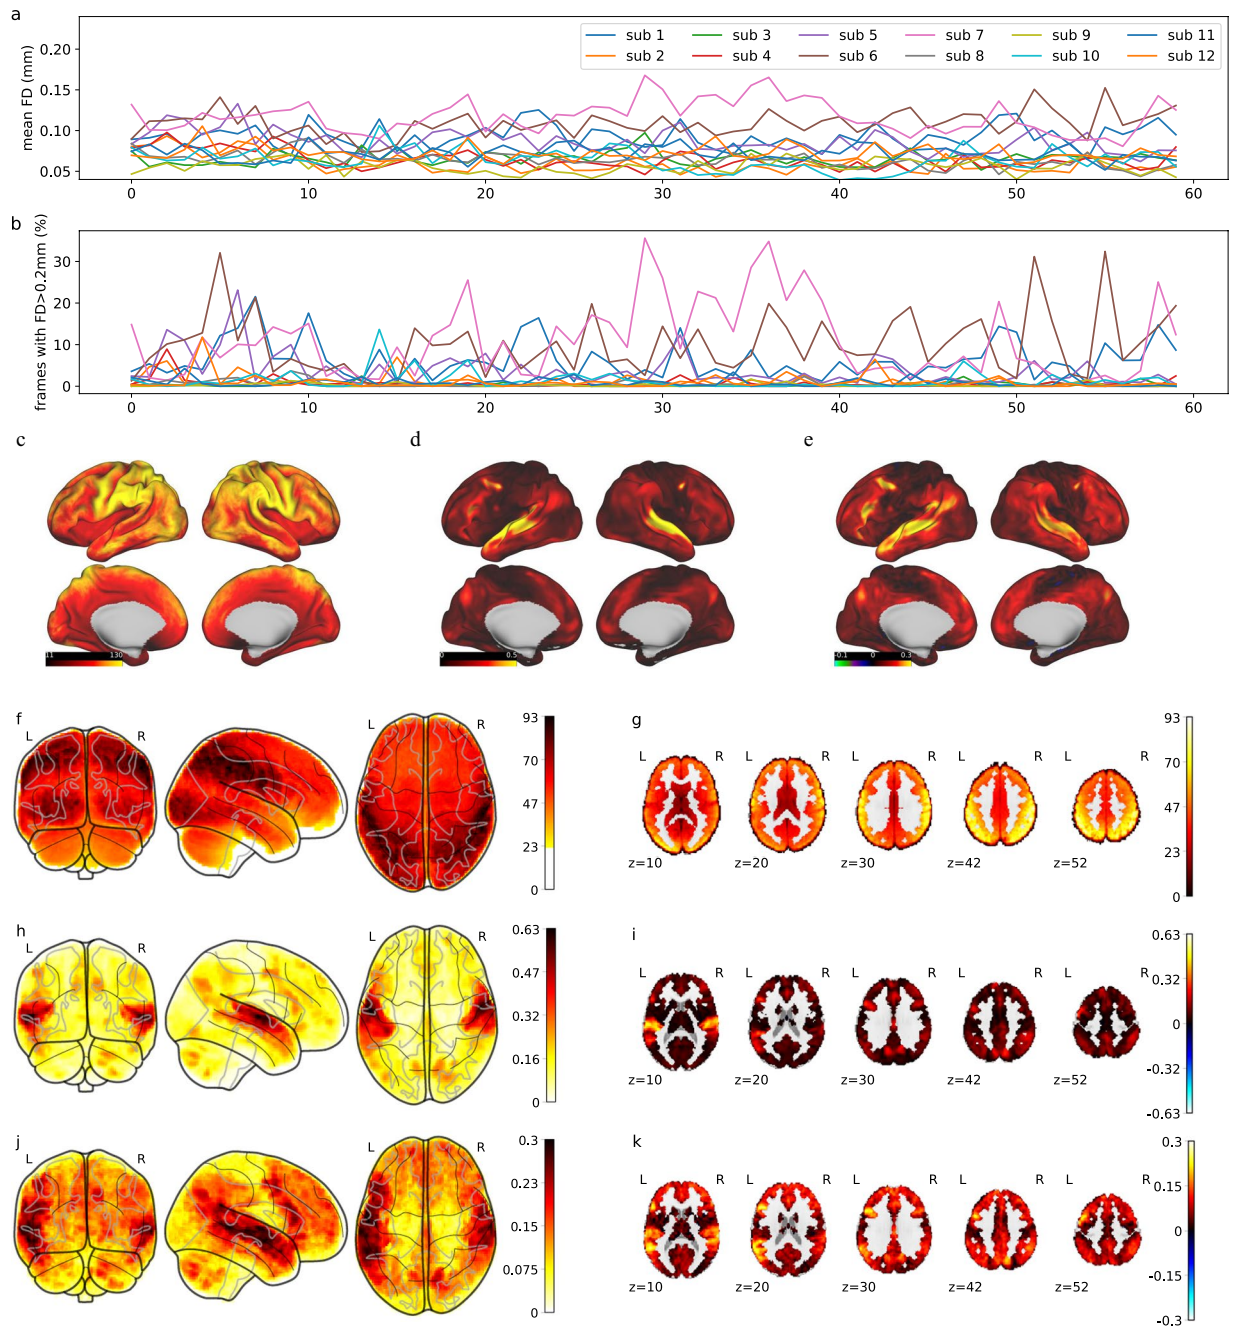 a
mean FD (mm)
0.20
0.15
0.10
0.05
sub 1 sub 3 sub 5 sub 7 sub 9 sub 11
sub 2 sub 4 sub 6 sub 8 sub 10 sub 12
0 10 20 30 40 50 60
b
frames with FD>0.2mm (%)
30
20
10
0
0 10 20 30 40 50 60
c d e
11 130
0 0.5
-0.1 0 0.3
f
L R
L R
93
70
47
23
0
g
L R L R L R L R L R
z=10 z=20 z=30 z=42 z=52
93
70
47
23
0
h
L R
L R
0.63
0.47
0.32
0.16
0
i
L R L R L R L R L R
z=10 z=20 z=30 z=42 z=52
0.63
0.32
0
-0.32
-0.63
j
L R
L R
0.3
0.23
0.15
0.075
0
k
L R L R L R L R L R
z=10 z=20 z=30 z=42 z=52
0.3
0.15
0
-0.15
-0.3